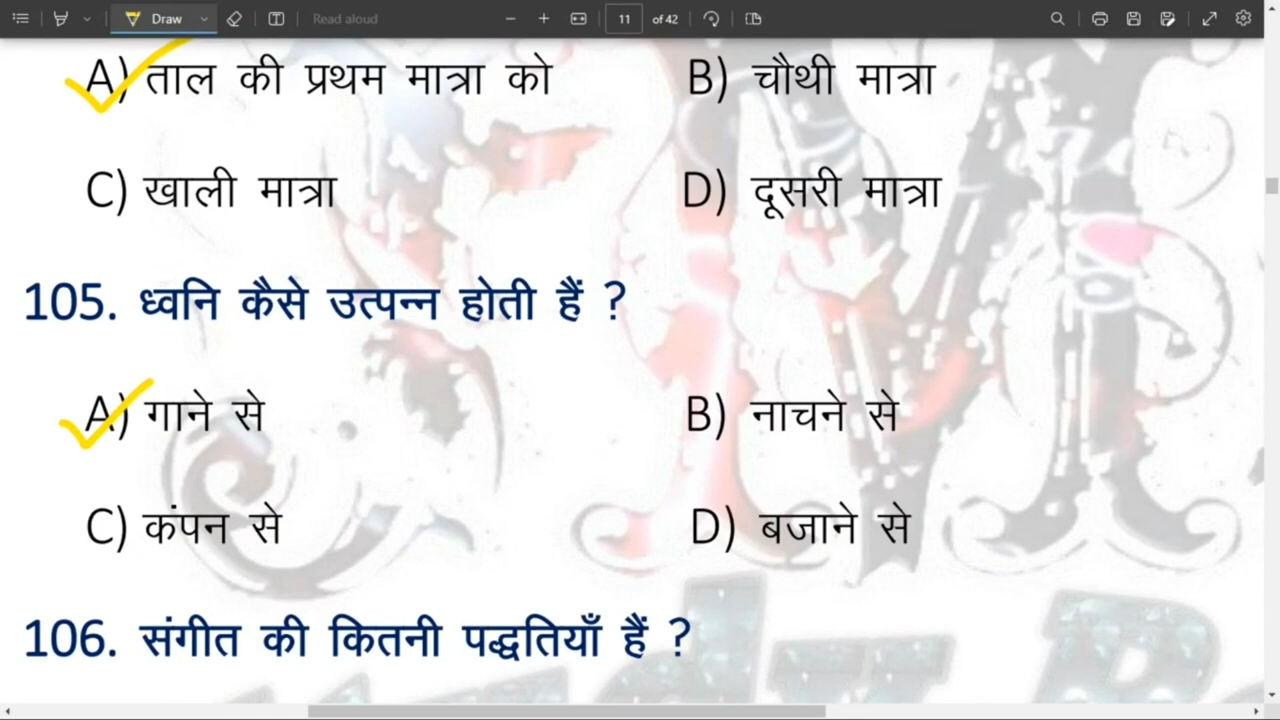 Draw
Read aloud
11 of 42
A) ताल की प्रथम मात्रा को B) चौथी मात्रा
C) खाली मात्रा D) दूसरी मात्रा
105. ध्वनि कैसे उत्पन्न होती हैं ?
A) गाने से B) नाचने से
C) कंपन से D) बजाने से
106. संगीत की कितनी पद्धतियाँ हैं ?